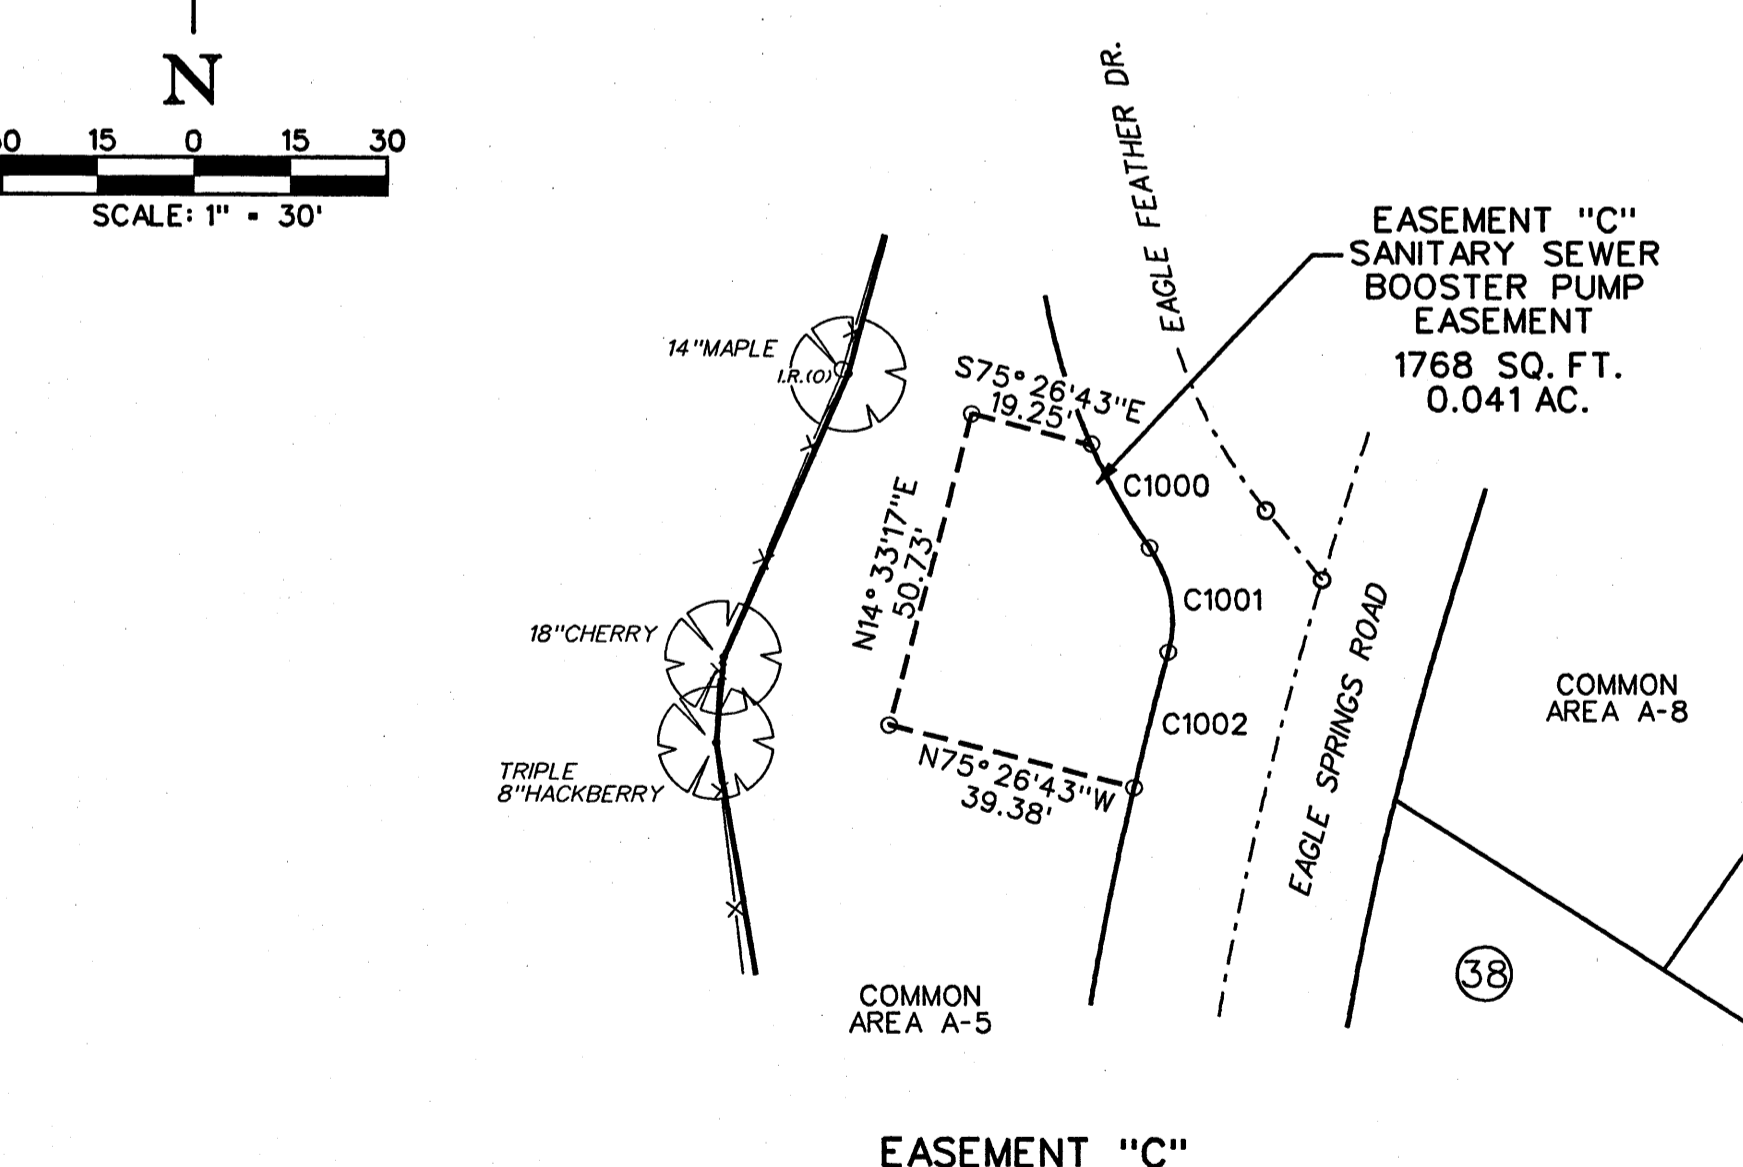 N
15 0 15 30
SCALE: 1" = 30'
EAGLE FEATHER DR.
EASEMENT "C"
SANITARY SEWER
BOOSTER PUMP
EASEMENT
1768 SQ. FT.
0.041 AC.
14"MAPLE
I.R.(O)
S75°26'43"E
19.25'
C1000
N14°33'17"E
50.73'
C1001
18"CHERRY
EAGLE SPRINGS ROAD
COMMON
AREA A-8
C1002
N75°26'43"W
39.38'
TRIPLE
8"HACKBERRY
38
COMMON
AREA A-5
EASEMENT "C"